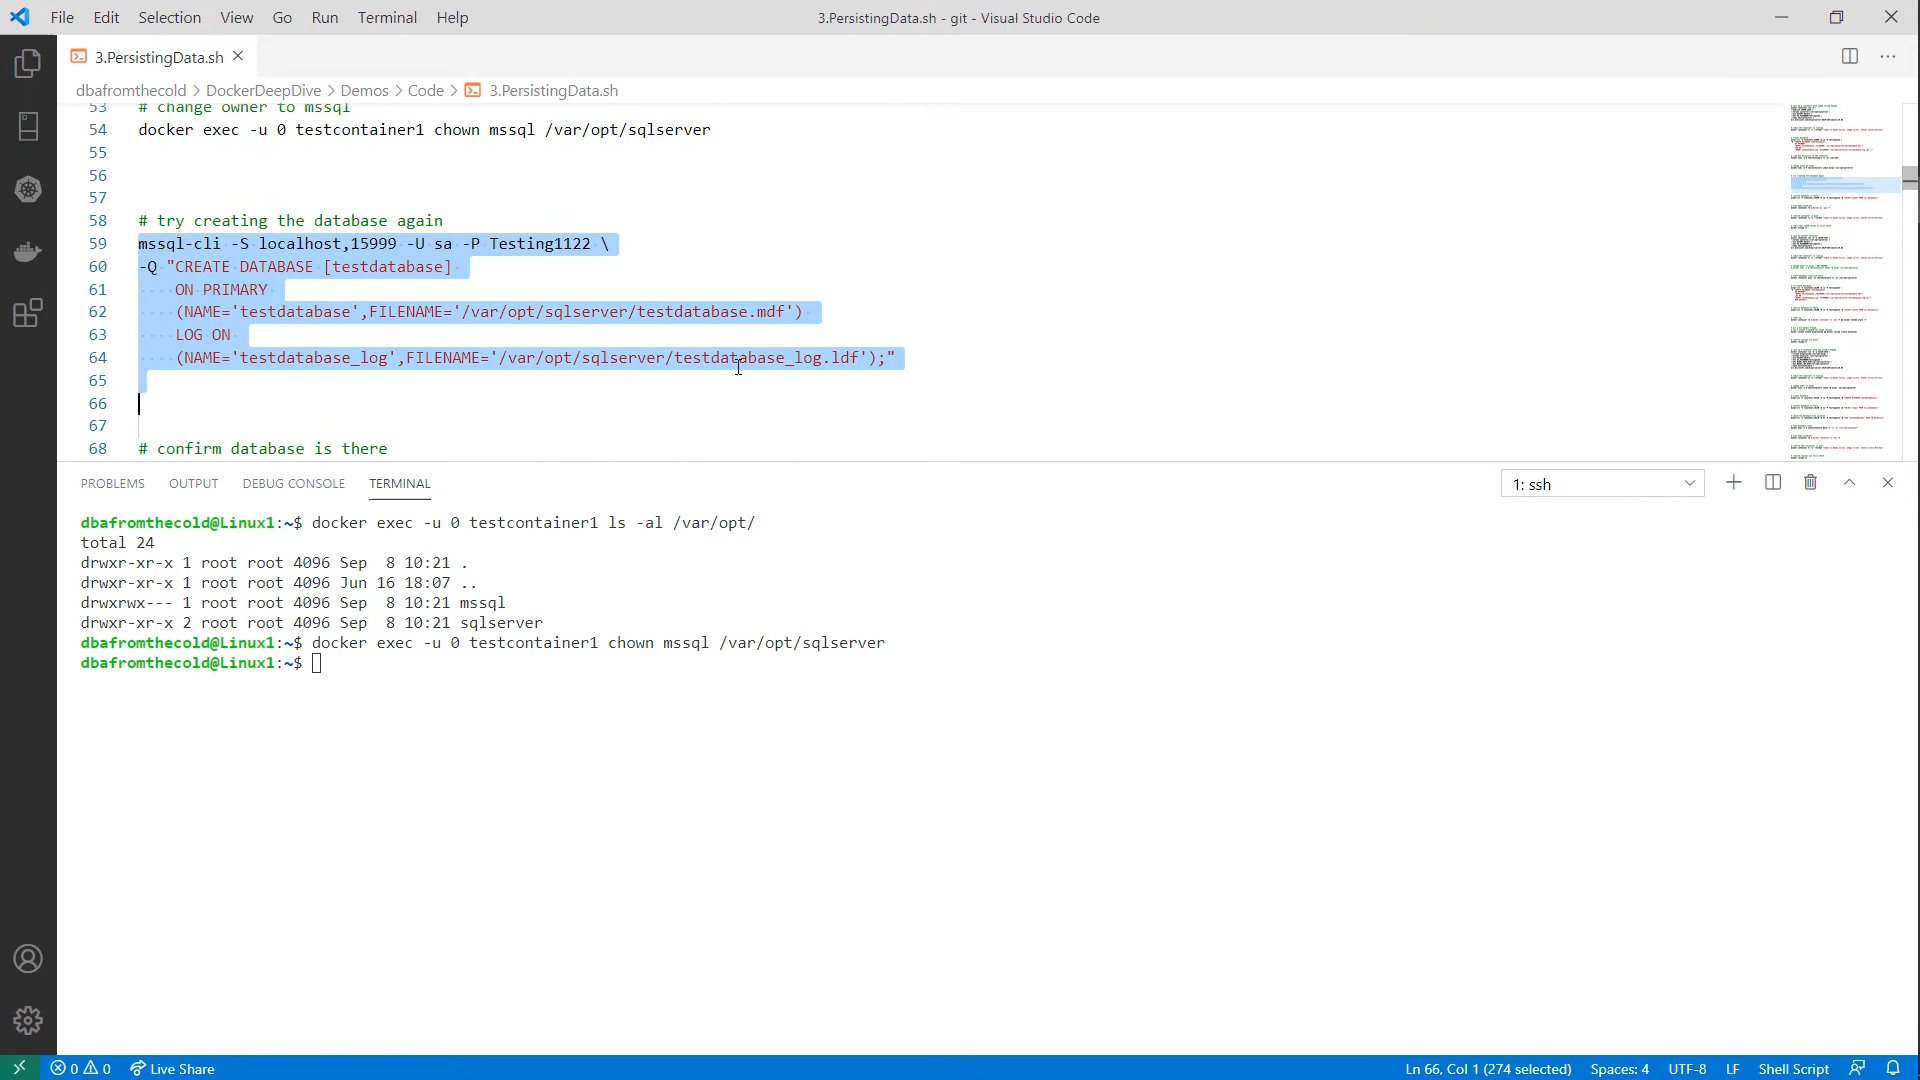 File Edit Selection View Go Run Terminal Help
3.PersistingData.sh - git - Visual Studio Code
3.PersistingData.sh
dbafromthecold > DockerDeepDive > Demos > Code > 3.PersistingData.sh
53 # change owner to mssql
54 docker exec -u 0 testcontainer1 chown mssql /var/opt/sqlserver
55
56
57
58 # try creating the database again
59 mssql-cli -S localhost,15999 -U sa -P Testing1122 \
60 -Q "CREATE DATABASE [testdatabase]
61 ON PRIMARY
62 (NAME='testdatabase',FILENAME='/var/opt/sqlserver/testdatabase.mdf')
63 LOG ON
64 (NAME='testdatabase_log',FILENAME='/var/opt/sqlserver/testdatabase_log.ldf');"
65
66
67
68 # confirm database is there
PROBLEMS OUTPUT DEBUG CONSOLE TERMINAL
1: ssh
dbafromthecold@Linux1:~$ docker exec -u 0 testcontainer1 ls -al /var/opt/
total 24
drwxr-xr-x 1 root root 4096 Sep  8 10:21 .
drwxr-xr-x 1 root root 4096 Jun 16 18:07 ..
drwxrwx--- 1 root root 4096 Sep  8 10:21 mssql
drwxr-xr-x 2 root root 4096 Sep  8 10:21 sqlserver
dbafromthecold@Linux1:~$ docker exec -u 0 testcontainer1 chown mssql /var/opt/sqlserver
dbafromthecold@Linux1:~$
0 0 Live Share
Ln 66, Col 1 (274 selected) Spaces: 4 UTF-8 LF Shell Script